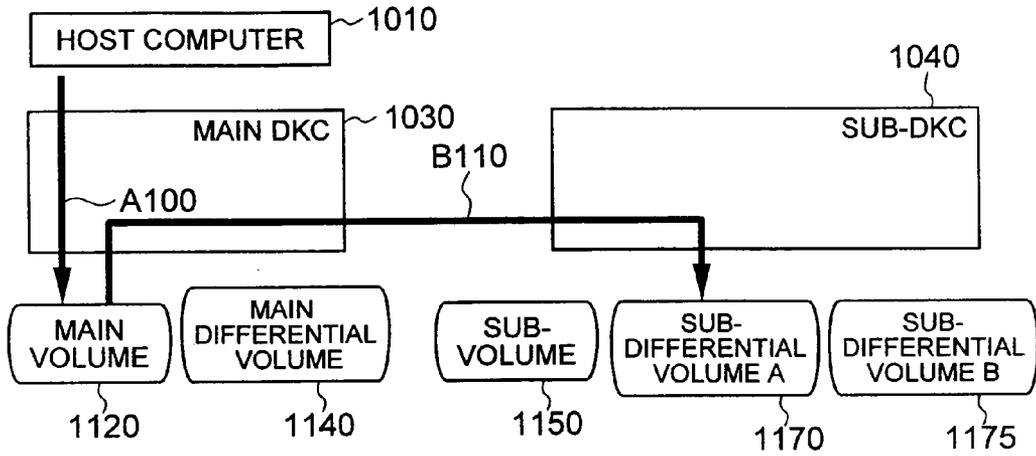 HOST COMPUTER
1010
MAIN DKC
1030
1040
SUB-DKC
B110
A100
MAIN
VOLUME
MAIN
DIFFERENTIAL
VOLUME
SUB-
VOLUME
SUB-
DIFFERENTIAL
VOLUME A
SUB-
DIFFERENTIAL
VOLUME B
1120
1140
1150
1170
1175